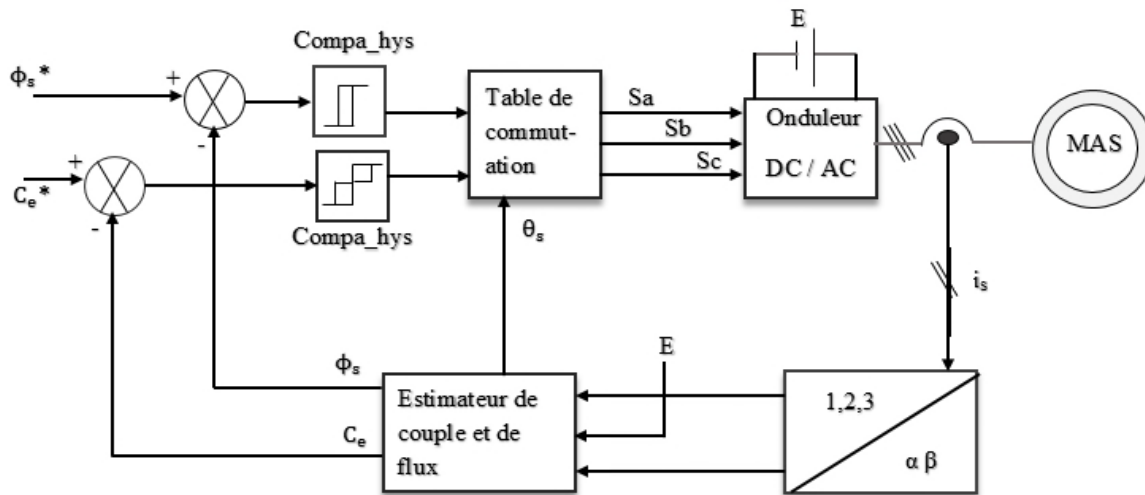 E
Compa_hys
ϕs*
+
-
Table de
commut-
ation
Sa
Sb
Sc
Onduleur
DC / AC
MAS
+
Ce*
-
Compa_hys
θs
is
E
ϕs
Ce
Estimateur de
couple et de
flux
1,2,3
α β